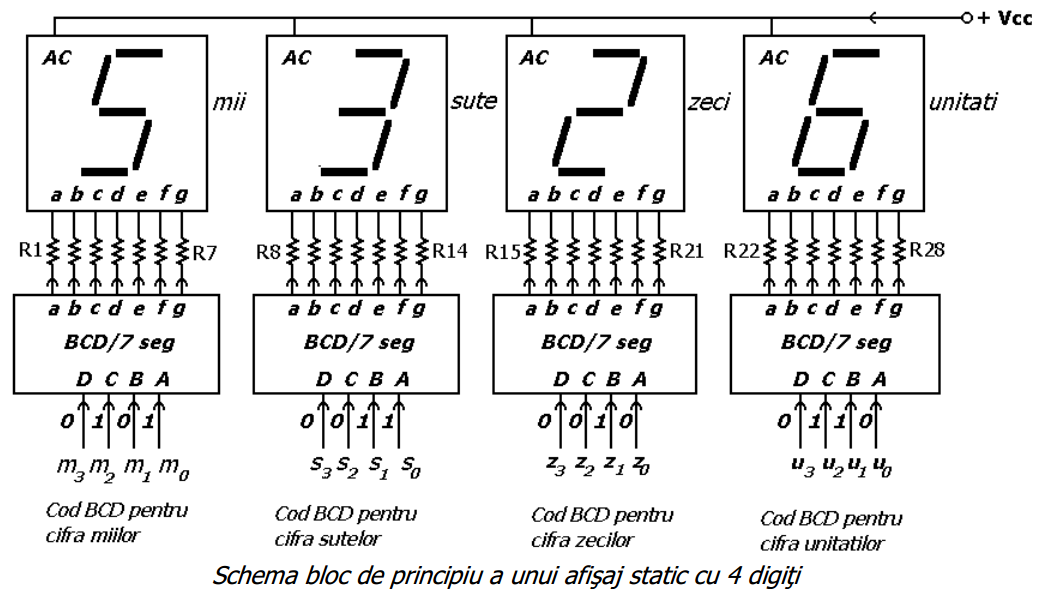 + Vcc
AC AC AC AC
mii sute zeci unitati
a b c d e f g a b c d e f g a b c d e f g a b c d e f g
R1 R7 R8 R14 R15 R21 R22 R28
a b c d e f g a b c d e f g a b c d e f g a b c d e f g
BCD/7 seg BCD/7 seg BCD/7 seg BCD/7 seg
D C B A D C B A D C B A D C B A
0 1 0 1 0 0 1 1 0 0 1 0 0 1 1 0
m3 m2 m1 m0 s3 s2 s1 s0 z3 z2 z1 z0 u3 u2 u1 u0
Cod BCD pentru
cifra miilor
Cod BCD pentru
cifra sutelor
Cod BCD pentru
cifra zecilor
Cod BCD pentru
cifra unitatilor
Schema bloc de principiu a unui afişaj static cu 4 digiţi